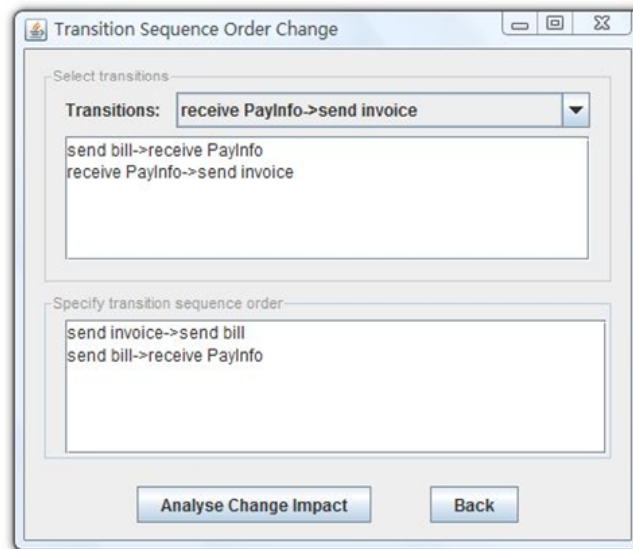 Transition Sequence Order Change
Select transitions
Transitions: receive PayInfo->send invoice
send bill->receive PayInfo
receive PayInfo->send invoice
Specify transition sequence order
send invoice->send bill
send bill->receive PayInfo
Analyse Change Impact Back